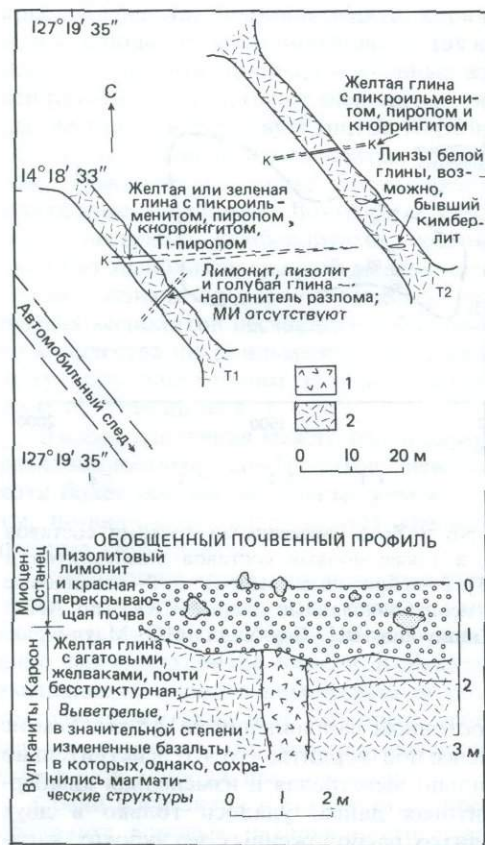 127° 19′ 35″
С
14° 18′ 33″
Желтая глина
с пикроильмени-
том, пиропом и
кноррингитом
К
К
Линзы белой
глины, воз-
можно,
бывший
кимбер-
лит
Т2
Желтая или зеленая
глина с пикроиль-
менитом, пиропом,
кноррингитом,
Ti-пиропом
К
Лимонит, пизолит
и голубая глина —
наполнитель разлома;
МИ отсутствуют
Т1
Автомобильный след
127° 19′ 35″
1
2
0 10 20 м
ОБОБЩЕННЫЙ ПОЧВЕННЫЙ ПРОФИЛЬ
Миоцен?
Останец
Пизолитовый
лимонит
и красная
перекрываю-
щая почва
Вулканиты Карсон
Желтая глина
с агатовыми,
желваками, почти
бесструктурная
Выветрелые,
в значительной степени
измененные базальты,
в которых, однако, сохра-
нились магмати-
ческие структуры
0
1
2
3 м
0 2 м